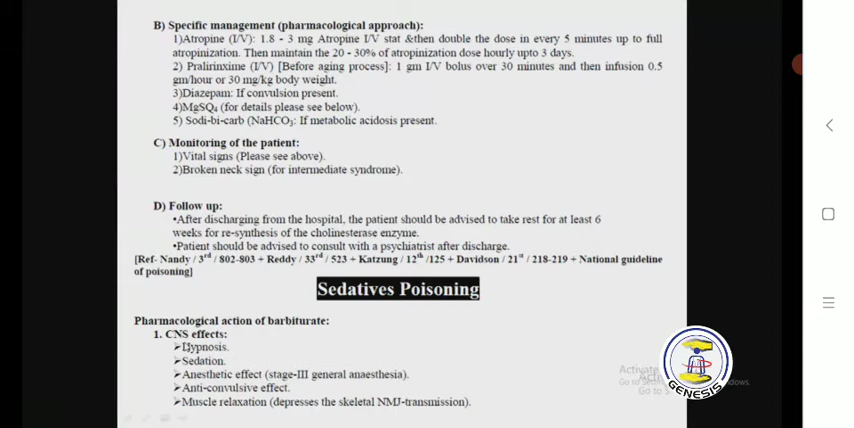 B) Specific management (pharmacological approach):
1)Atropine (I/V): 1.8 - 3 mg Atropine I/V stat &then double the dose in every 5 minutes up to full
atropinization. Then maintain the 20 - 30% of atropinization dose hourly upto 3 days.
2) Pralirinxime (I/V) [Before aging process]: 1 gm I/V bolus over 30 minutes and then infusion 0.5
gm/hour or 30 mg/kg body weight.
3)Diazepam: If convulsion present.
4)MgSQ₄ (for details please see below).
5) Sodi-bi-carb (NaHCO₃: If metabolic acidosis present.
C) Monitoring of the patient:
1)Vital signs (Please see above).
2)Broken neck sign (for intermediate syndrome).
D) Follow up:
•After discharging from the hospital, the patient should be advised to take rest for at least 6
weeks for re-synthesis of the cholinesterase enzyme.
•Patient should be advised to consult with a psychiatrist after discharge.
[Ref- Nandy / 3rd / 802-803 + Reddy / 33rd / 523 + Katzung / 12th /125 + Davidson / 21st / 218-219 + National guideline
of poisoning]
Sedatives Poisoning
Pharmacological action of barbiturate:
1. CNS effects:
➢Hypnosis.
➢Sedation.
➢Anesthetic effect (stage-III general anaesthesia).
➢Anti-convulsive effect.
➢Muscle relaxation (depresses the skeletal NMJ-transmission).
Activate
Go to
GENESIS